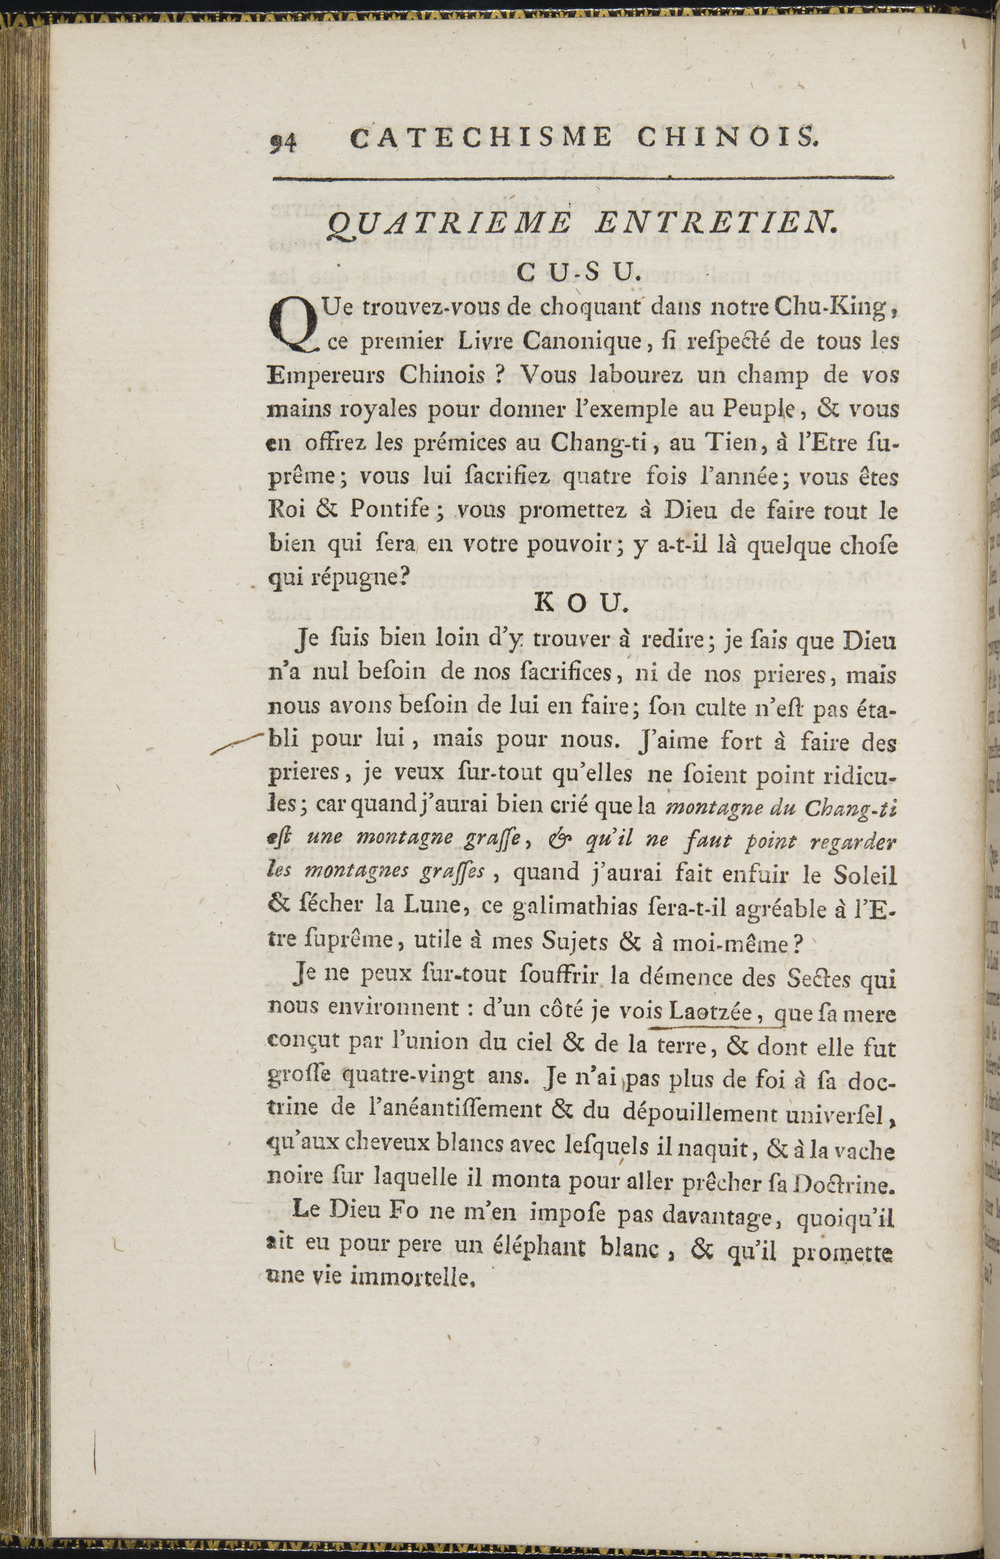 94 CATECHISME CHINOIS.
QUATRIEME ENTRETIEN.
CU-SU.
QUe trouvez-vous de choquant dans notre Chu-King,
ce premier Livre Canonique, ſi reſpecté de tous les
Empereurs Chinois ? Vous labourez un champ de vos
mains royales pour donner l'exemple au Peuple, & vous
en offrez les prémices au Chang-ti, au Tien, à l'Etre ſu-
prême; vous lui ſacrifiez quatre fois l'année; vous êtes
Roi & Pontife; vous promettez à Dieu de faire tout le
bien qui ſera en votre pouvoir; y a-t-il là quelque choſe
qui répugne?
KOU.
Je ſuis bien loin d'y trouver à redire; je ſais que Dieu
n'a nul beſoin de nos ſacrifices, ni de nos prieres, mais
nous avons beſoin de lui en faire; ſon culte n'eſt pas éta-
bli pour lui, mais pour nous. J'aime fort à faire des
prieres, je veux ſur-tout qu'elles ne ſoient point ridicu-
les; car quand j'aurai bien crié que la montagne du Chang-ti
eſt une montagne graſſe, & qu'il ne faut point regarder
les montagnes graſſes, quand j'aurai fait enfuir le Soleil
& ſécher la Lune, ce galimathias ſera-t-il agréable à l'E-
tre ſuprême, utile à mes Sujets & à moi-même?
Je ne peux ſur-tout ſouffrir la démence des Sectes qui
nous environnent : d'un côté je vois Laotzée, que ſa mere
conçut par l'union du ciel & de la terre, & dont elle fut
groſſe quatre-vingt ans. Je n'ai pas plus de foi à ſa doc-
trine de l'anéantiſſement & du dépouillement univerſel,
qu'aux cheveux blancs avec leſquels il naquit, & à la vache
noire ſur laquelle il monta pour aller prêcher ſa Doctrine.
Le Dieu Fo ne m'en impoſe pas davantage, quoiqu'il
ait eu pour pere un éléphant blanc, & qu'il promette
une vie immortelle.